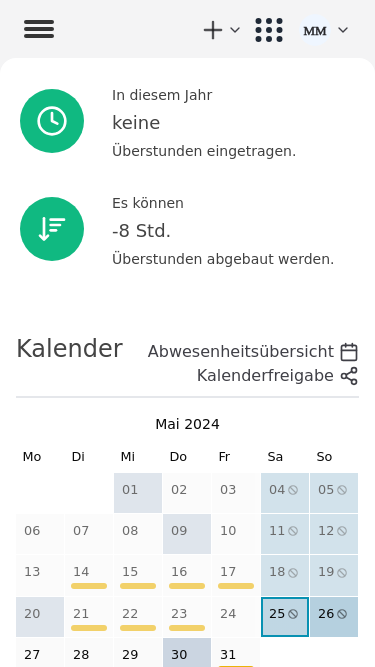 MM
In diesem Jahr
keine
Überstunden eingetragen.
Es können
-8 Std.
Überstunden abgebaut werden.
Kalender
Abwesenheitsübersicht
Kalenderfreigabe
Mai 2024
Mo Di Mi Do Fr Sa So
01 02 03 04 05
06 07 08 09 10 11 12
13 14 15 16 17 18 19
20 21 22 23 24 25 26
27 28 29 30 31